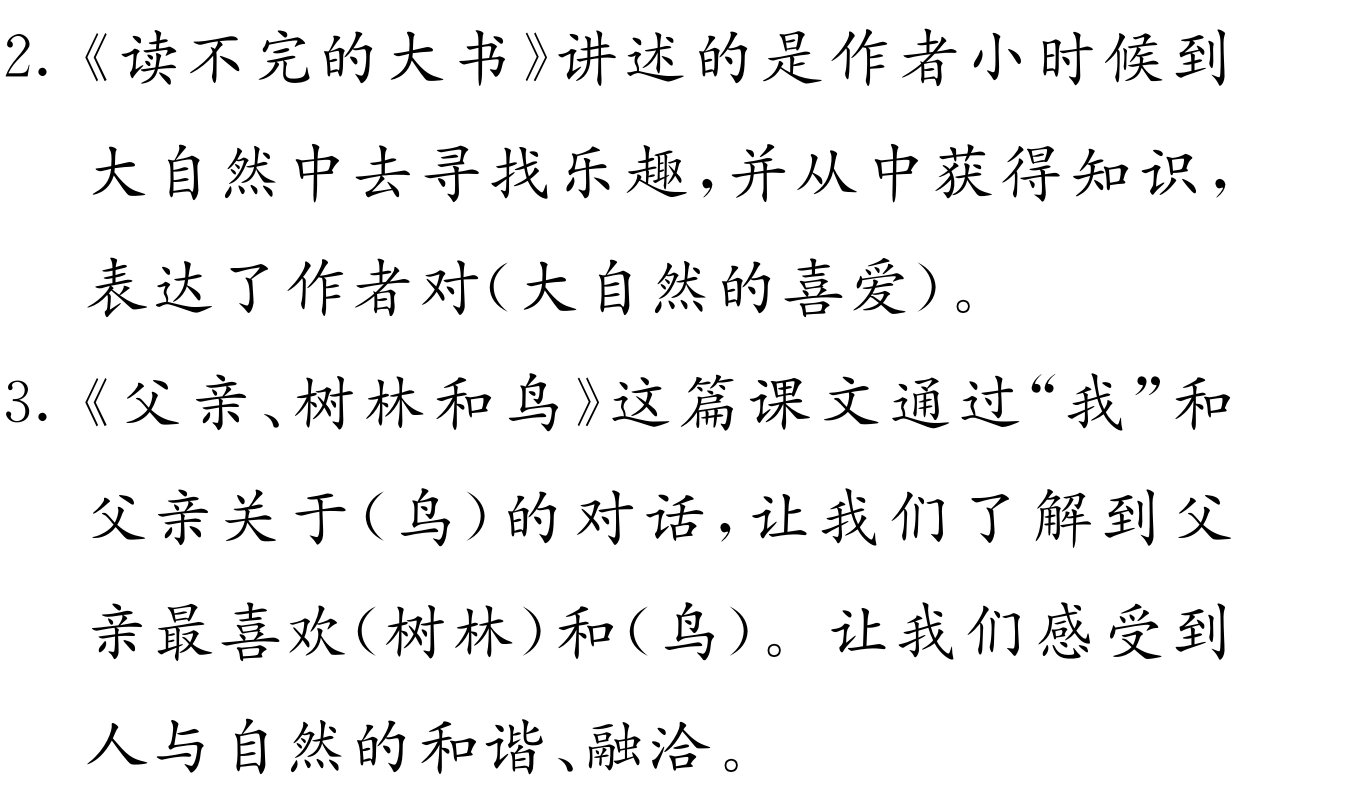 2.《读不完的大书》讲述的是作者小时候到
大自然中去寻找乐趣,并从中获得知识,
表达了作者对(大自然的喜爱)。
3.《父亲、树林和鸟》这篇课文通过“我”和
父亲关于(鸟)的对话,让我们了解到父
亲最喜欢(树林)和(鸟)。让我们感受到
人与自然的和谐、融洽。